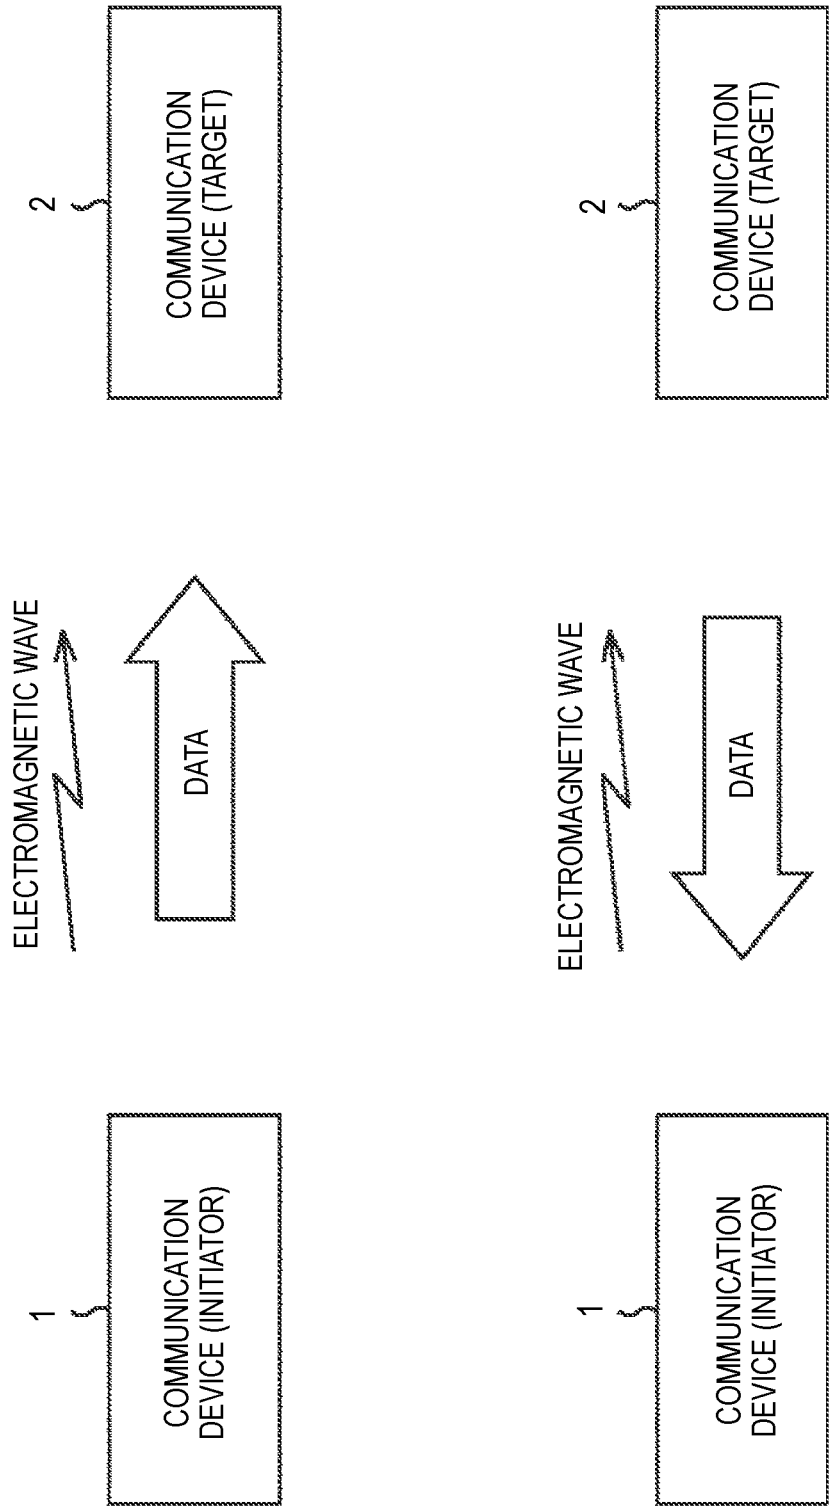 1
COMMUNICATION
DEVICE (INITIATOR)
ELECTROMAGNETIC WAVE
DATA
2
COMMUNICATION
DEVICE (TARGET)
1
COMMUNICATION
DEVICE (INITIATOR)
ELECTROMAGNETIC WAVE
DATA
2
COMMUNICATION
DEVICE (TARGET)